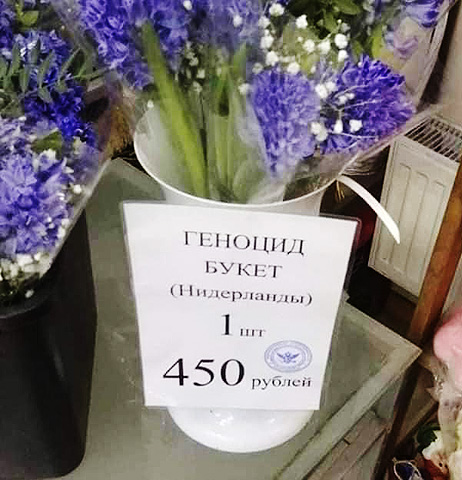 ГЕНОЦИД
БУКЕТ
(Нидерланды)
1 шт
450 рублей